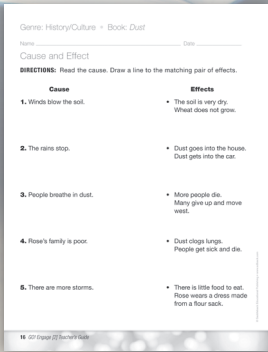 Genre: History/Culture • Book: Dust
Name Date
Cause and Effect
DIRECTIONS: Read the cause. Draw a line to the matching pair of effects.
Cause Effects
1. Winds blow the soil. • The soil is very dry.
Wheat does not grow.
2. The rains stop. • Dust goes into the house.
Dust gets into the car.
3. People breathe in dust. • More people die.
Many give up and move
west.
4. Rose's family is poor. • Dust clogs lungs.
People get sick and die.
5. There are more storms. • There is little food to eat.
Rose wears a dress made
from a flour sack.
16 GO! Engage [2] Teacher's Guide